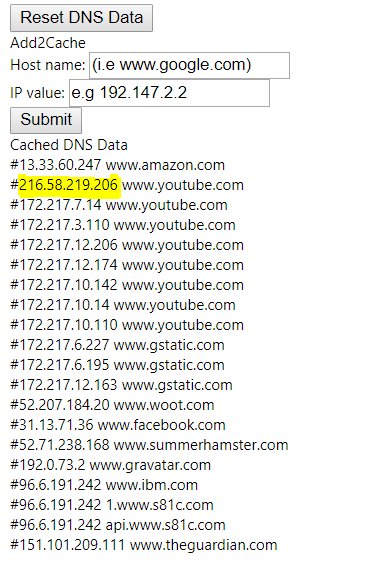 Reset DNS Data
Add2Cache
Host name: (i.e www.google.com)
IP value: e.g 192.147.2.2
Submit
Cached DNS Data
#13.33.60.247 www.amazon.com
#216.58.219.206 www.youtube.com
#172.217.7.14 www.youtube.com
#172.217.3.110 www.youtube.com
#172.217.12.206 www.youtube.com
#172.217.12.174 www.youtube.com
#172.217.10.142 www.youtube.com
#172.217.10.14 www.youtube.com
#172.217.10.110 www.youtube.com
#172.217.6.227 www.gstatic.com
#172.217.6.195 www.gstatic.com
#172.217.12.163 www.gstatic.com
#52.207.184.20 www.woot.com
#31.13.71.36 www.facebook.com
#52.71.238.168 www.summerhamster.com
#192.0.73.2 www.gravatar.com
#96.6.191.242 www.ibm.com
#96.6.191.242 1.www.s81c.com
#96.6.191.242 api.www.s81c.com
#151.101.209.111 www.theguardian.com